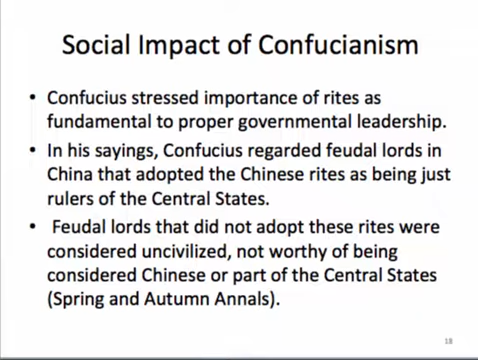 Social Impact of Confucianism
• Confucius stressed importance of rites as
fundamental to proper governmental leadership.
• In his sayings, Confucius regarded feudal lords in
China that adopted the Chinese rites as being just
rulers of the Central States.
• Feudal lords that did not adopt these rites were
considered uncivilized, not worthy of being
considered Chinese or part of the Central States
(Spring and Autumn Annals).
18